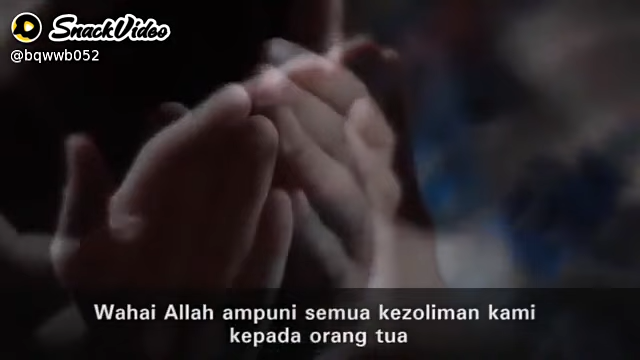 SnackVideo
@bqwwb052
Wahai Allah ampuni semua kezoliman kami
kepada orang tua